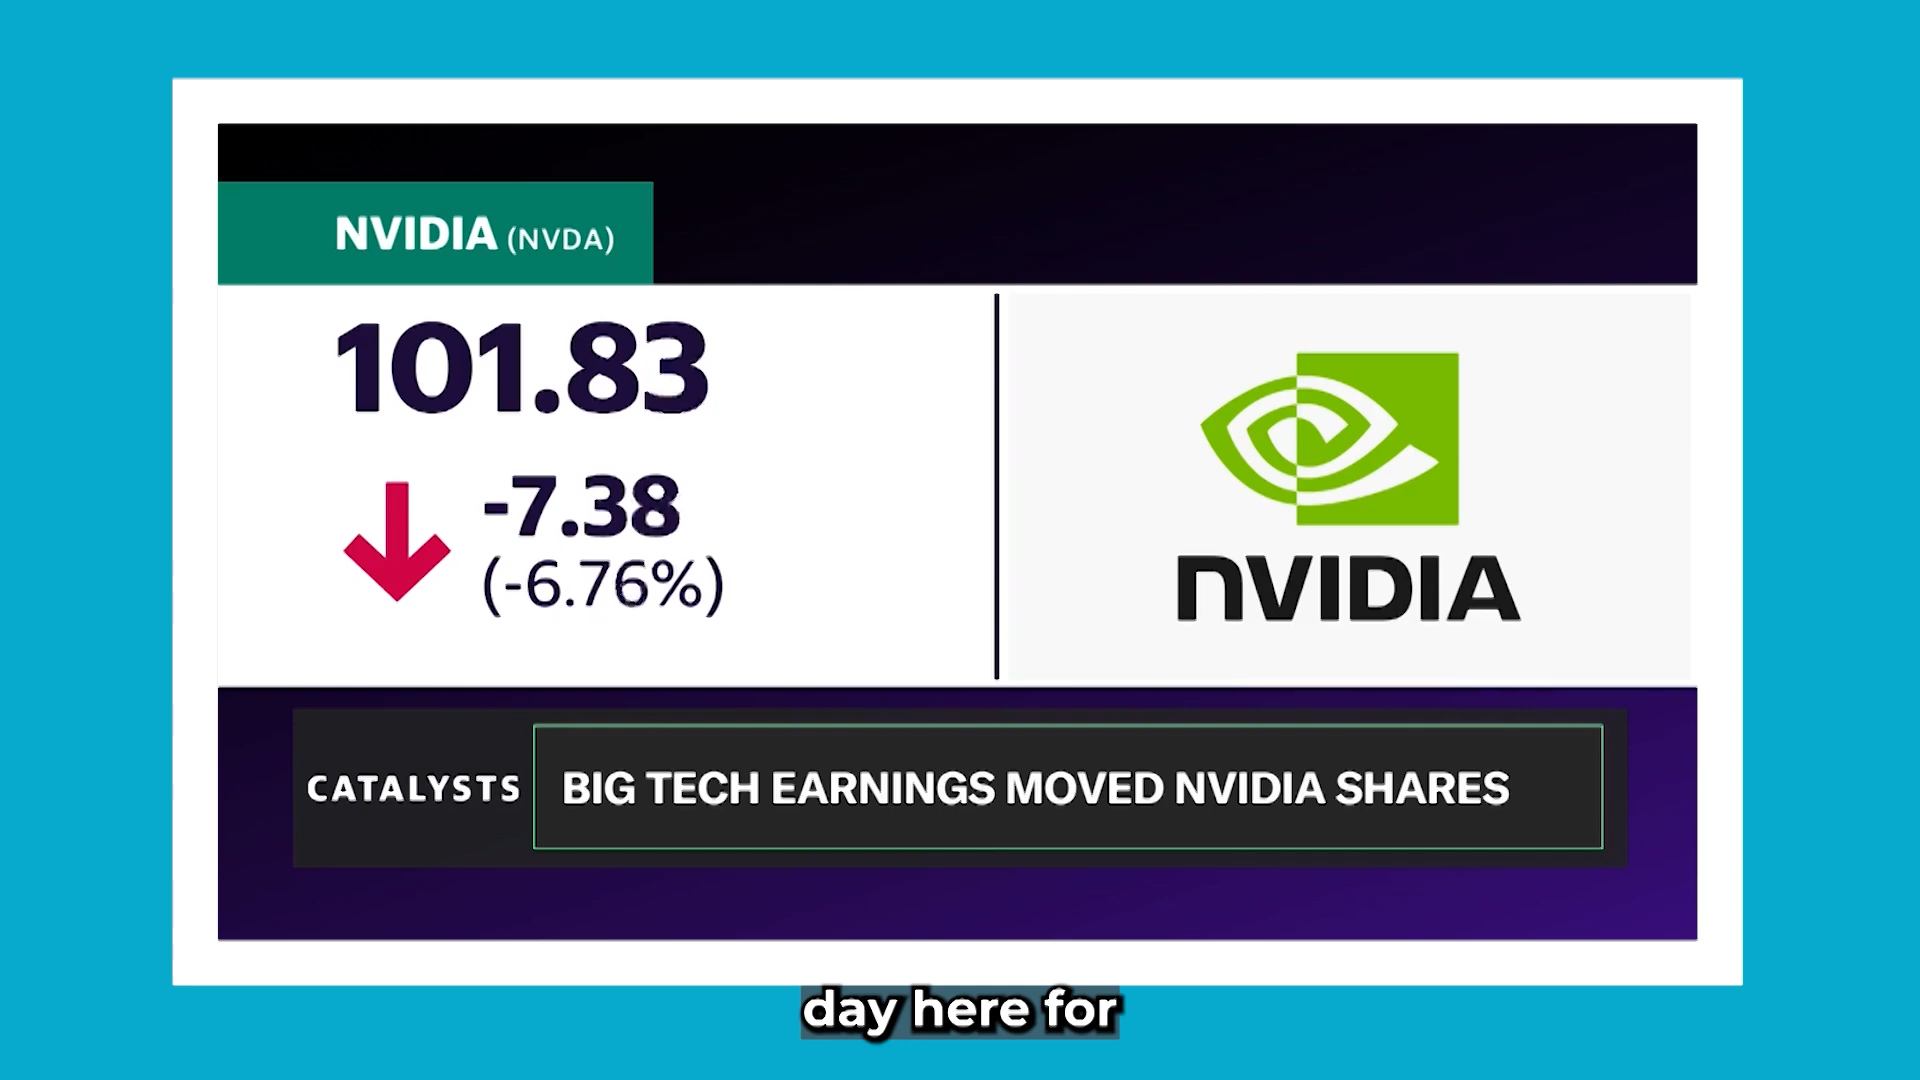 NVIDIA (NVDA)
101.83
-7.38
(-6.76%)
NVIDIA
CATALYSTS
BIG TECH EARNINGS MOVED NVIDIA SHARES
day here for